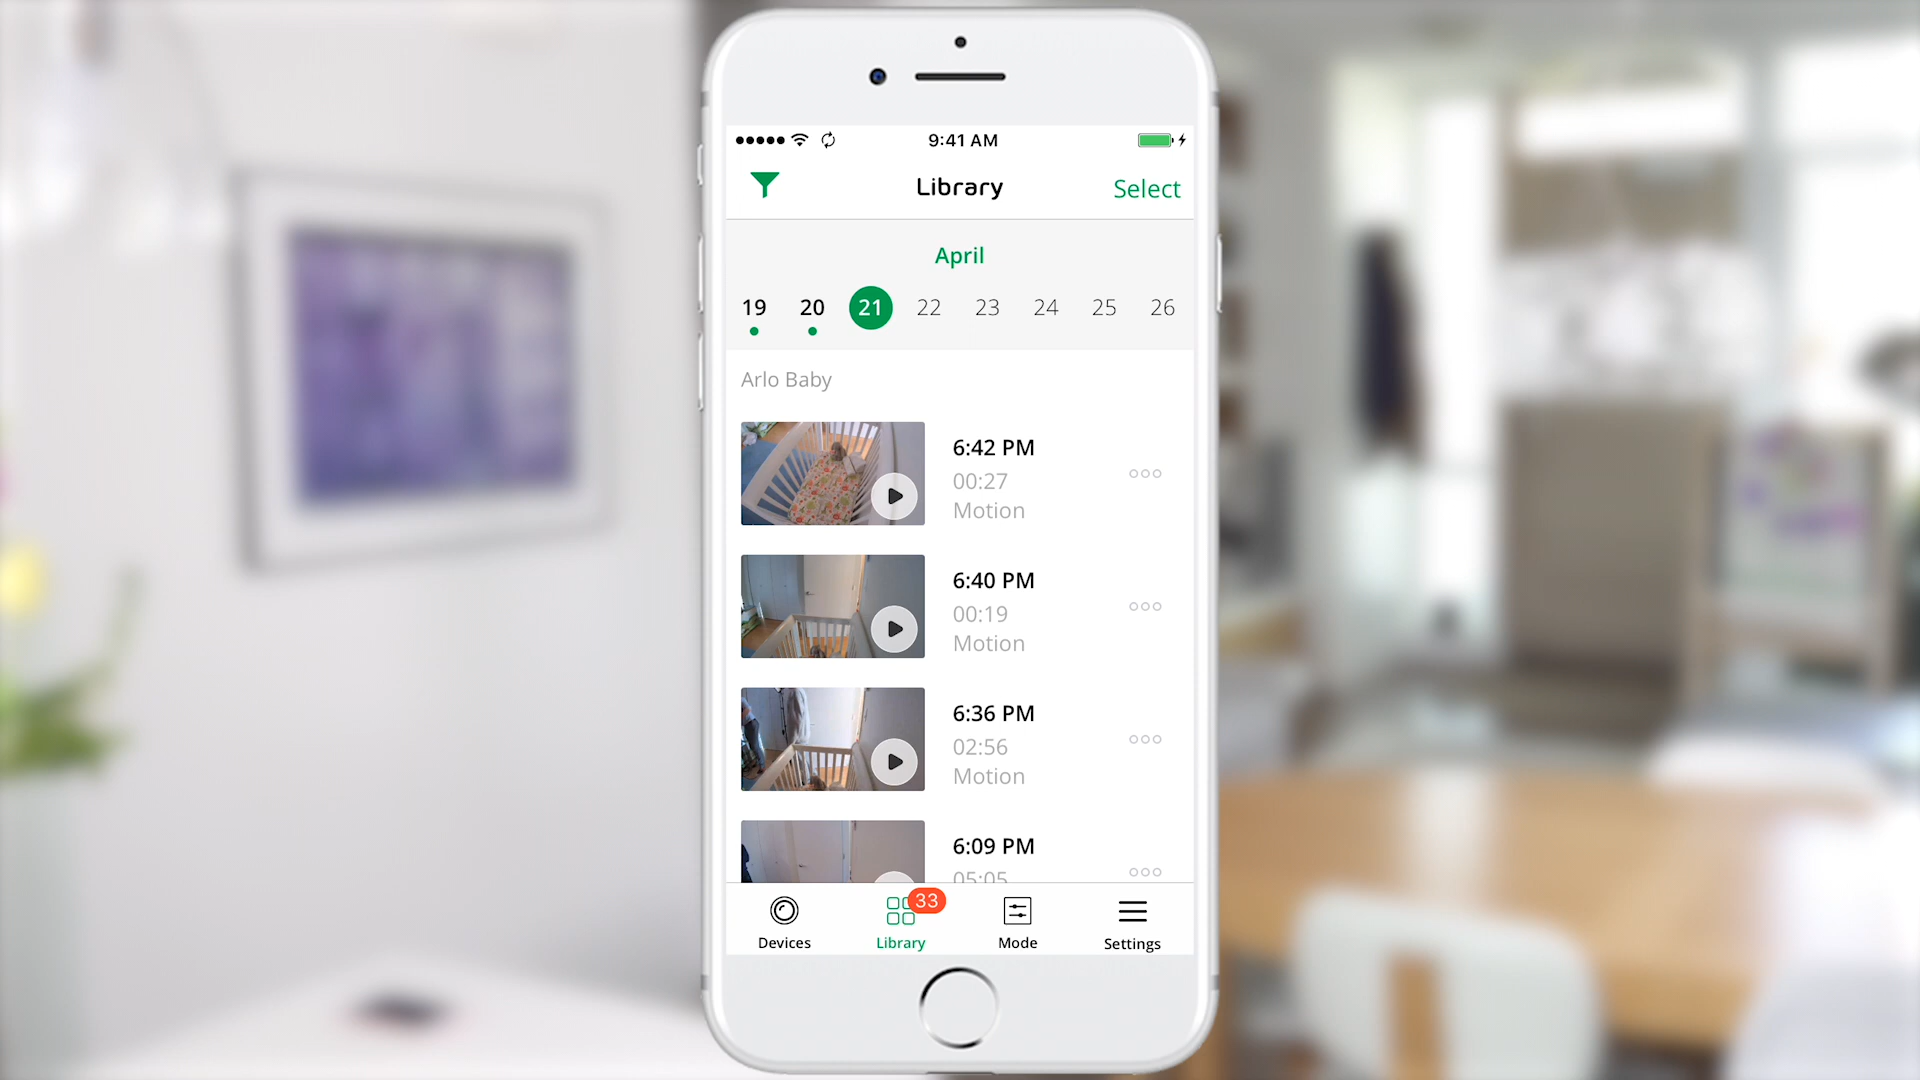 9:41 AM
Library
Select
April
19 20 21 22 23 24 25 26
Arlo Baby
6:42 PM
00:27
Motion
6:40 PM
00:19
Motion
6:36 PM
02:56
Motion
6:09 PM
05:05
33
Devices
Library
Mode
Settings